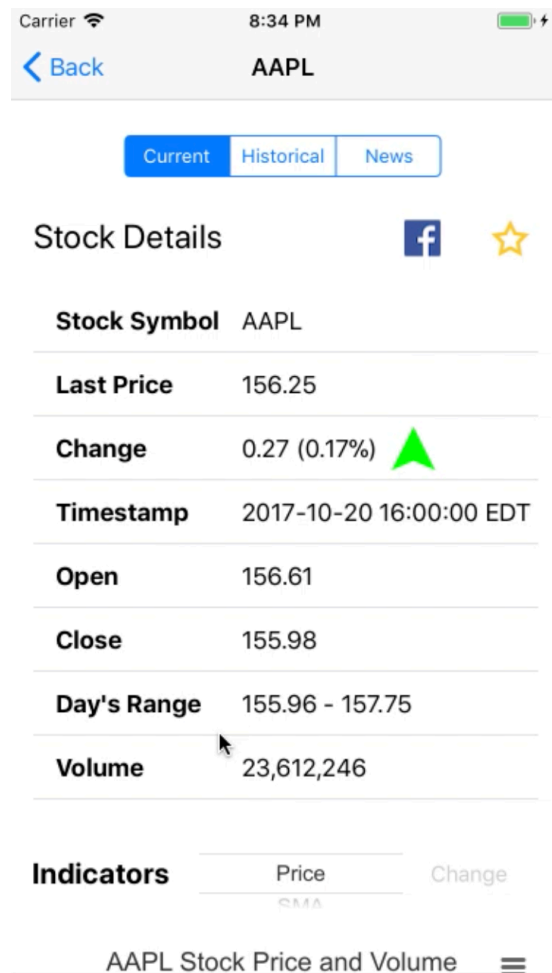 Carrier 8:34 PM
Back AAPL
Current Historical News
Stock Details
Stock Symbol AAPL
Last Price 156.25
Change 0.27 (0.17%)
Timestamp 2017-10-20 16:00:00 EDT
Open 156.61
Close 155.98
Day's Range 155.96 - 157.75
Volume 23,612,246
Indicators Price Change
SMA
AAPL Stock Price and Volume